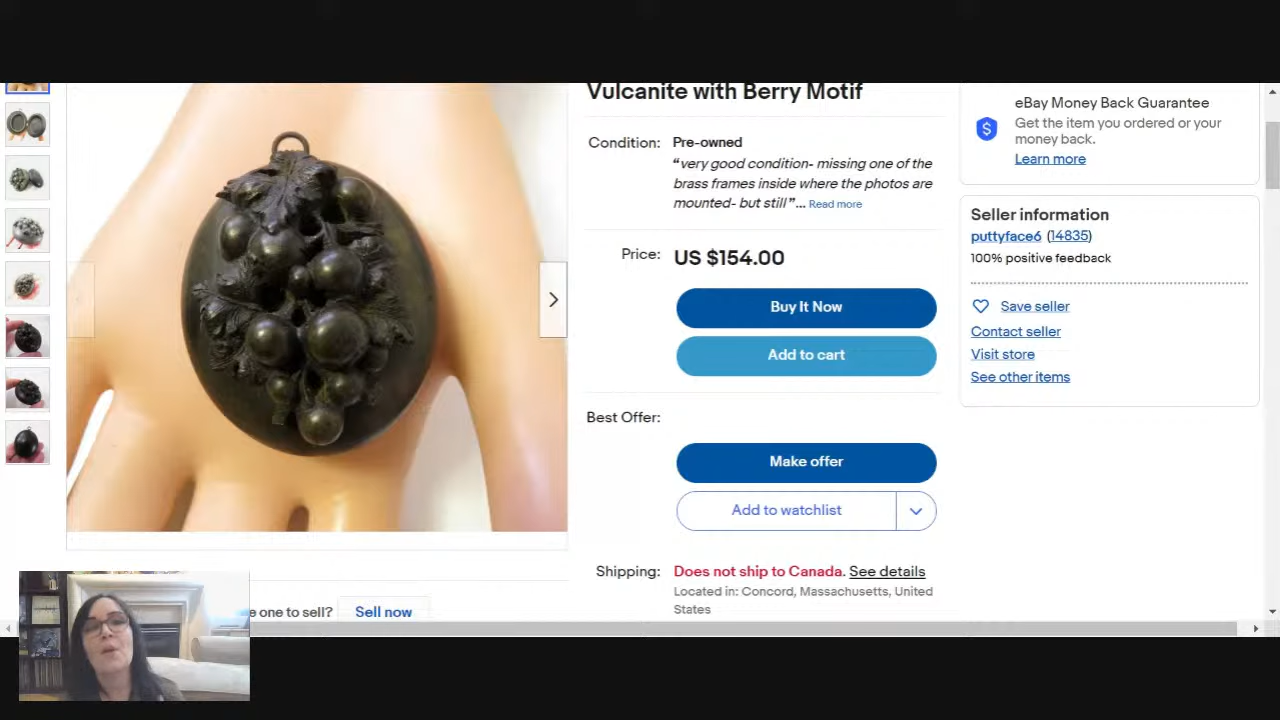 Vulcanite with Berry Motif
Condition:
Pre-owned
“very good condition- missing one of the
brass frames inside where the photos are
mounted- but still”... Read more
Price:
US $154.00
Buy It Now
Add to cart
Best Offer:
Make offer
Add to watchlist
Shipping:
Does not ship to Canada. See details
Located in: Concord, Massachusetts, United
States
e one to sell?
Sell now
eBay Money Back Guarantee
Get the item you ordered or your
money back.
Learn more
Seller information
puttyface6 (14835)
100% positive feedback
Save seller
Contact seller
Visit store
See other items